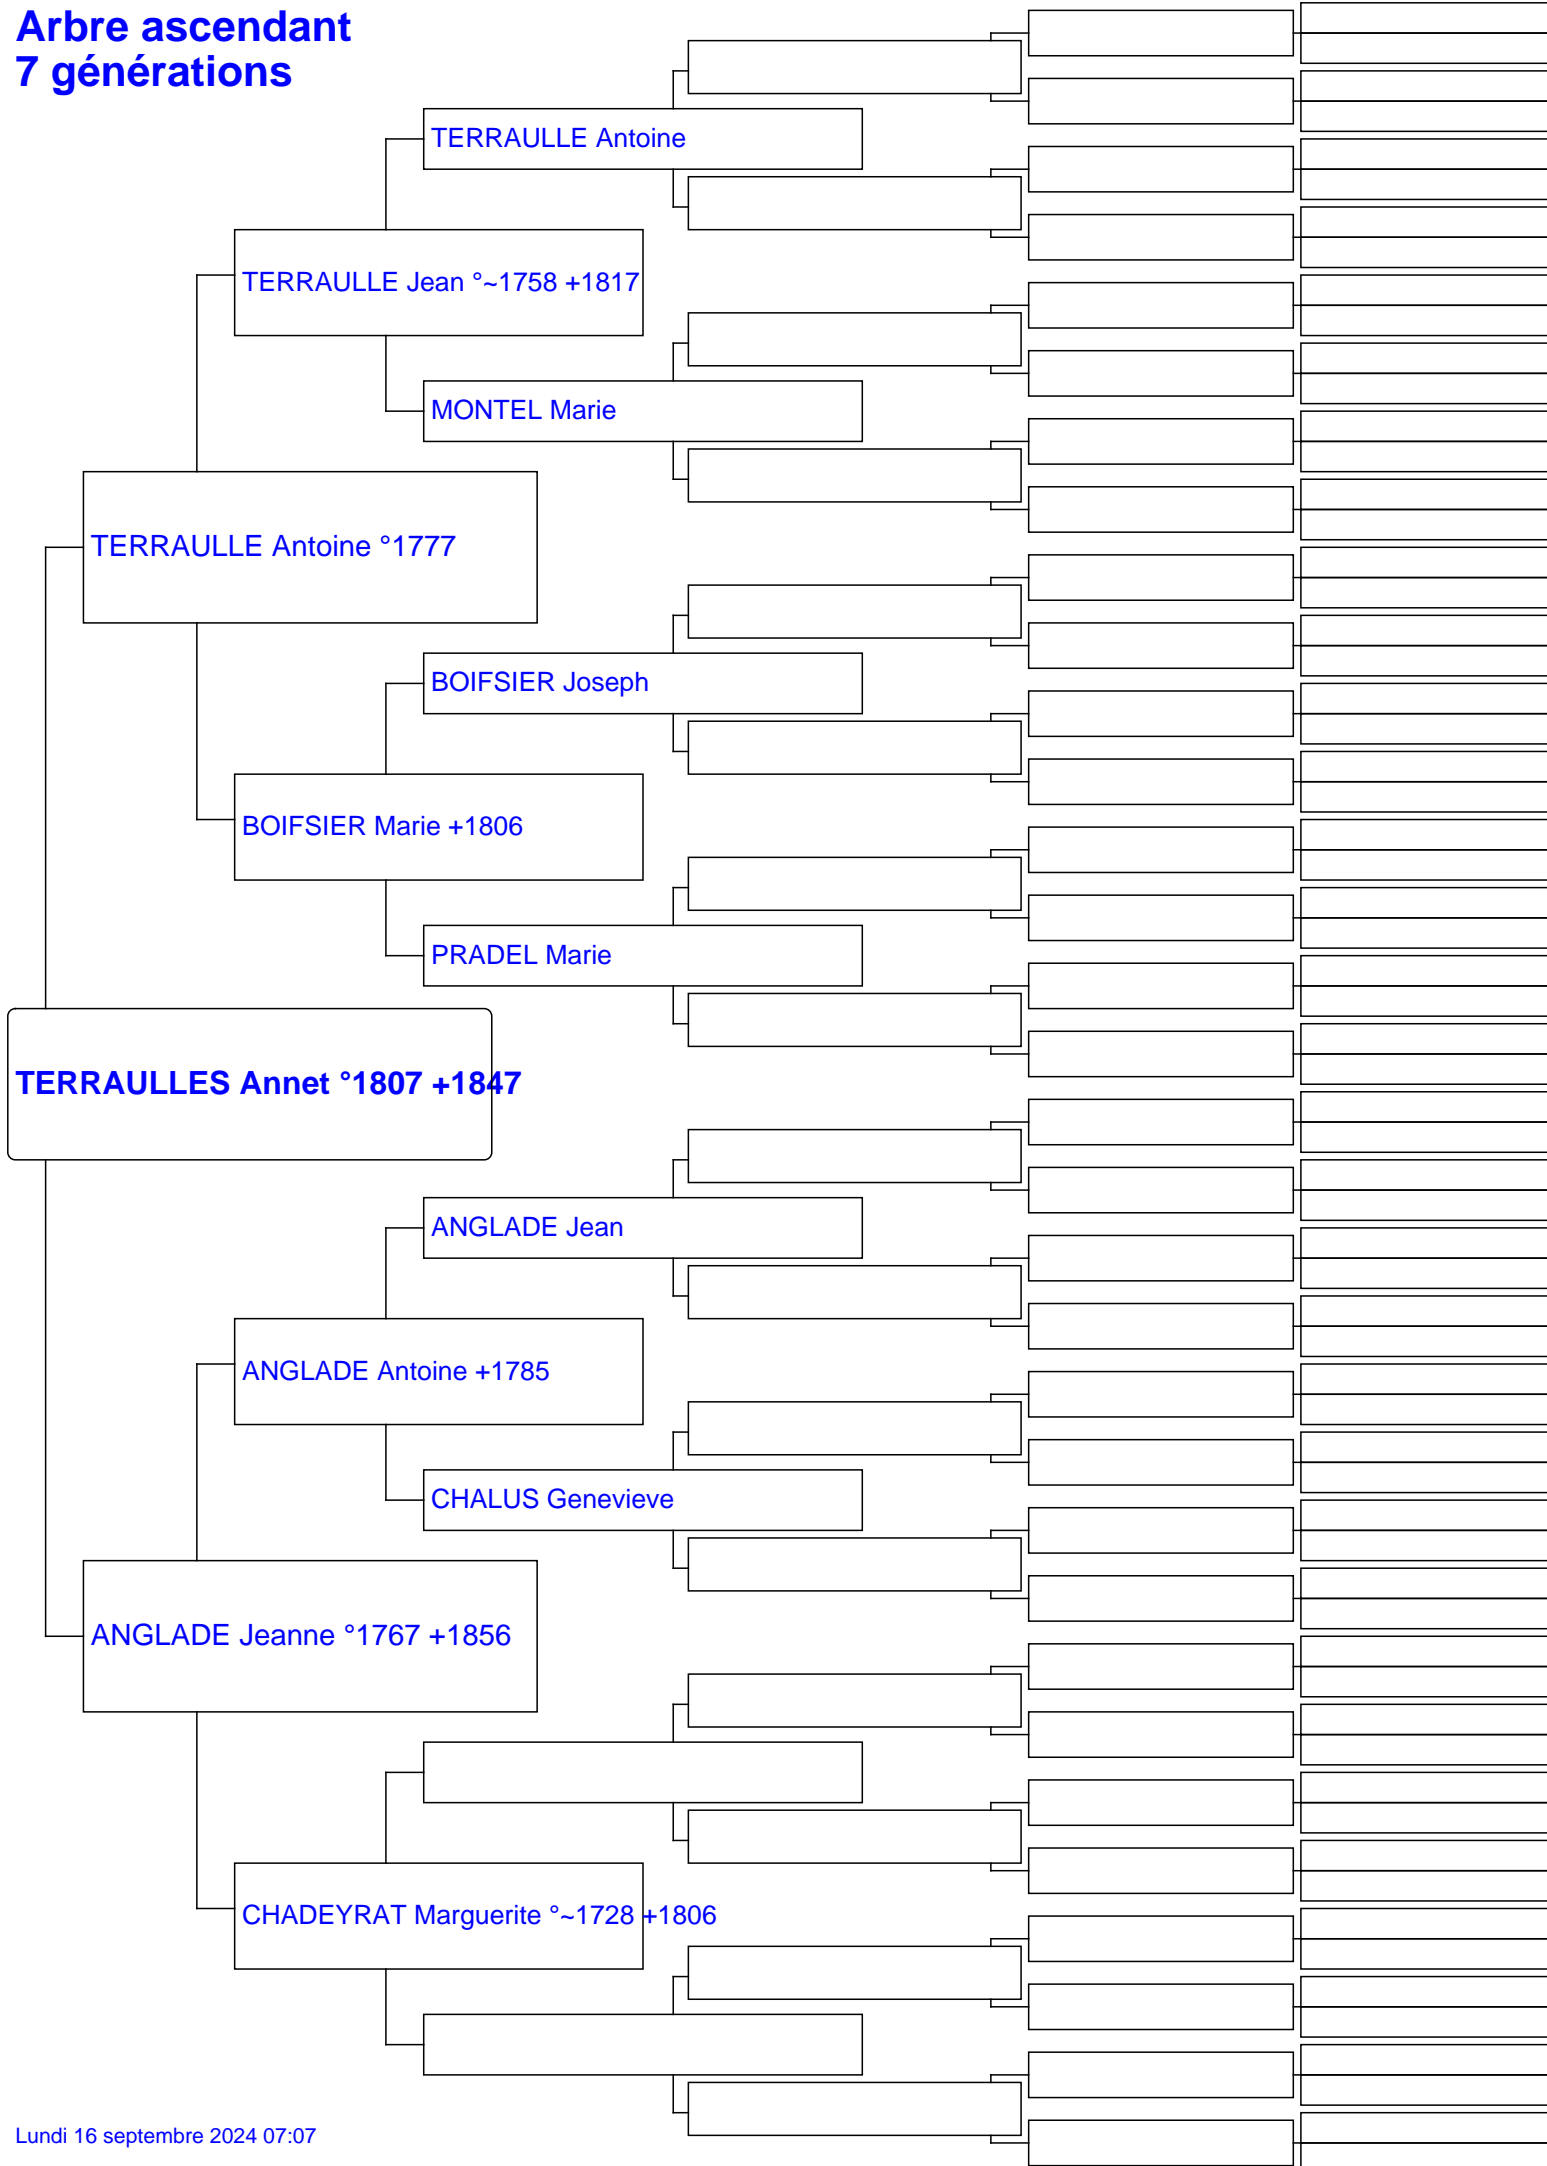 Arbre ascendant
7 générations
TERRAULLE Antoine
TERRAULLE Jean °~1758 +1817
MONTEL Marie
TERRAULLE Antoine °1777
BOIFSIER Joseph
BOIFSIER Marie +1806
PRADEL Marie
TERRAULLES Annet °1807 +1847
ANGLADE Jean
ANGLADE Antoine +1785
CHALUS Genevieve
ANGLADE Jeanne °1767 +1856
CHADEYRAT Marguerite °~1728 +1806
Lundi 16 septembre 2024 07:07